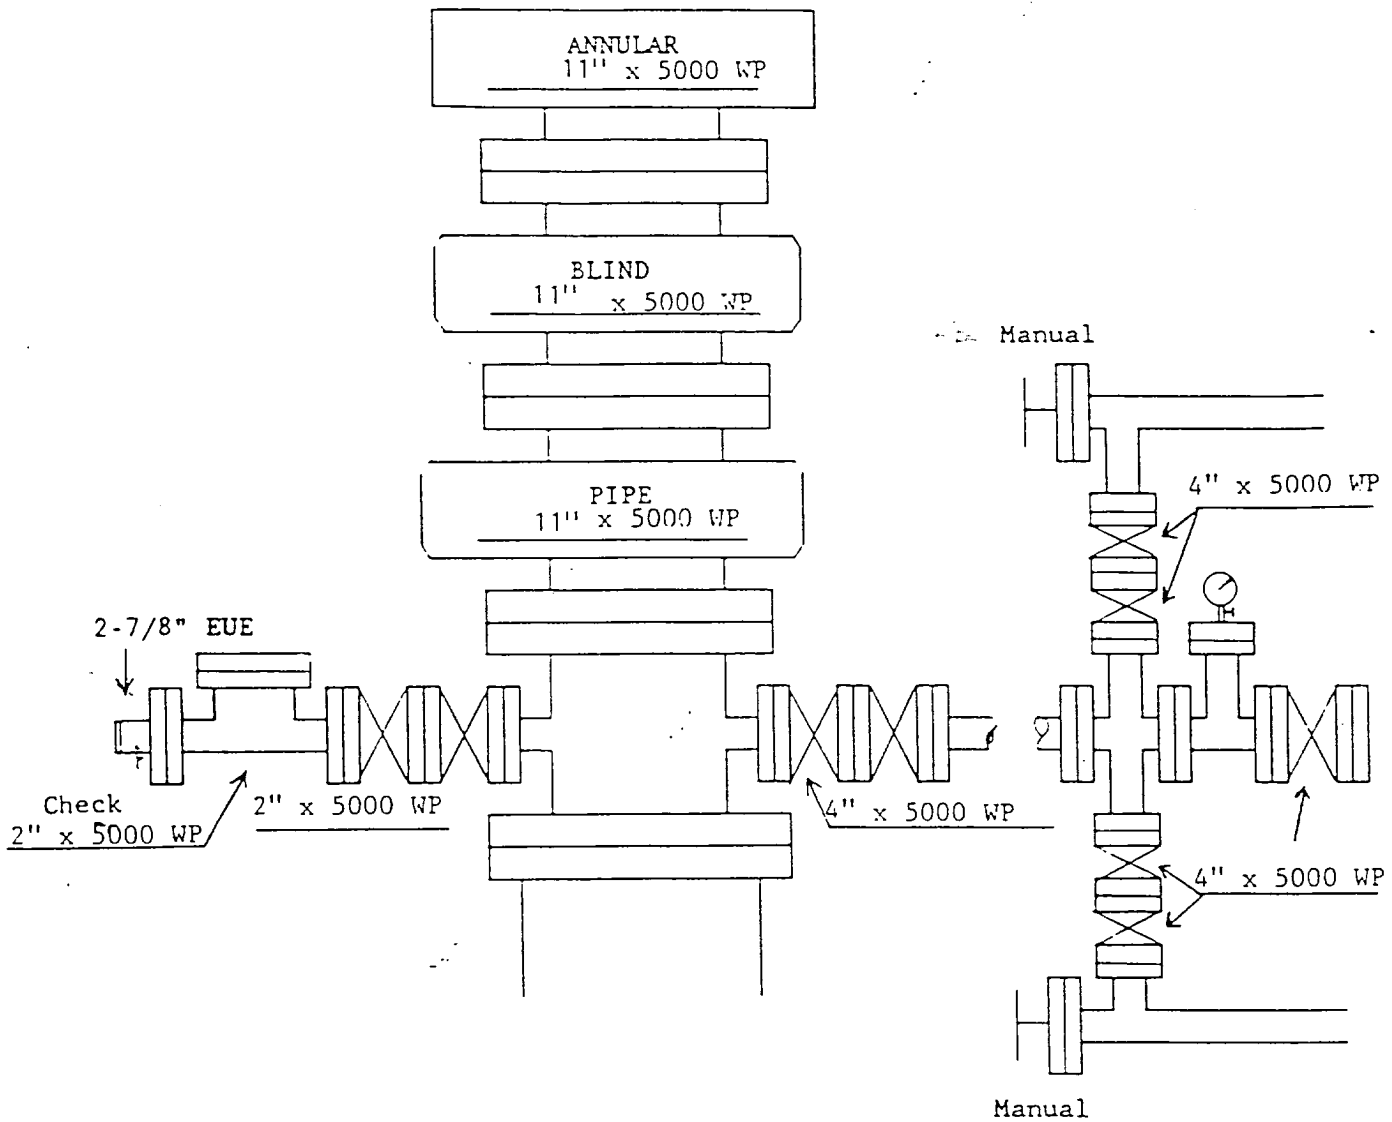 ANNULAR
11" x 5000 WP
BLIND
11" x 5000 WP
Manual
PIPE
11" x 5000 WP
4" x 5000 WP
2-7/8" EUE
Check
2" x 5000 WP
2" x 5000 WP
4" x 5000 WP
4" x 5000 WP
Manual